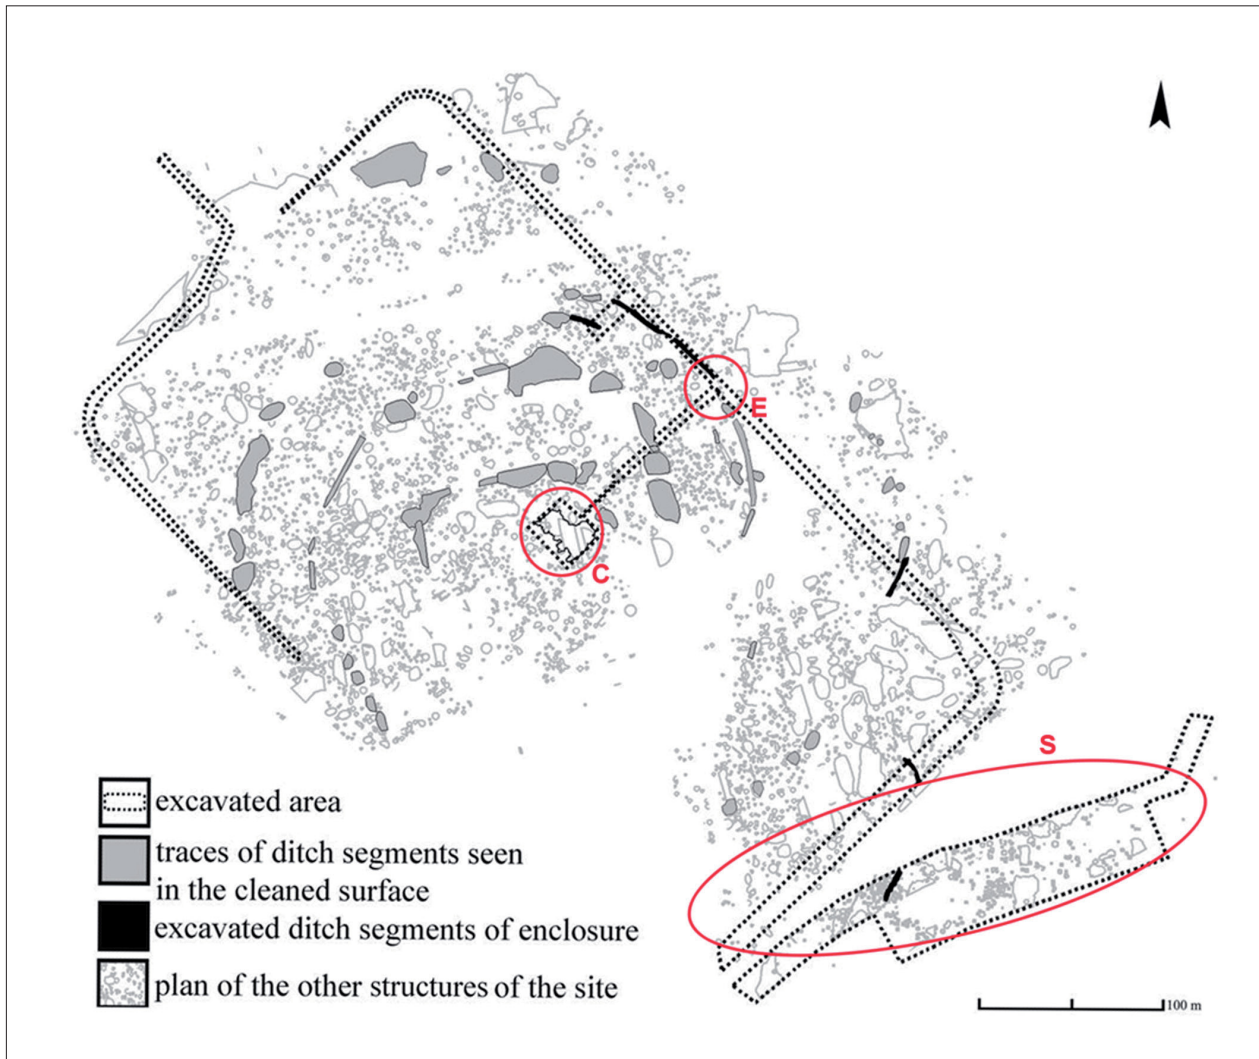 E
C
S
excavated area
traces of ditch segments seen
in the cleaned surface
excavated ditch segments of enclosure
plan of the other structures of the site
100 m